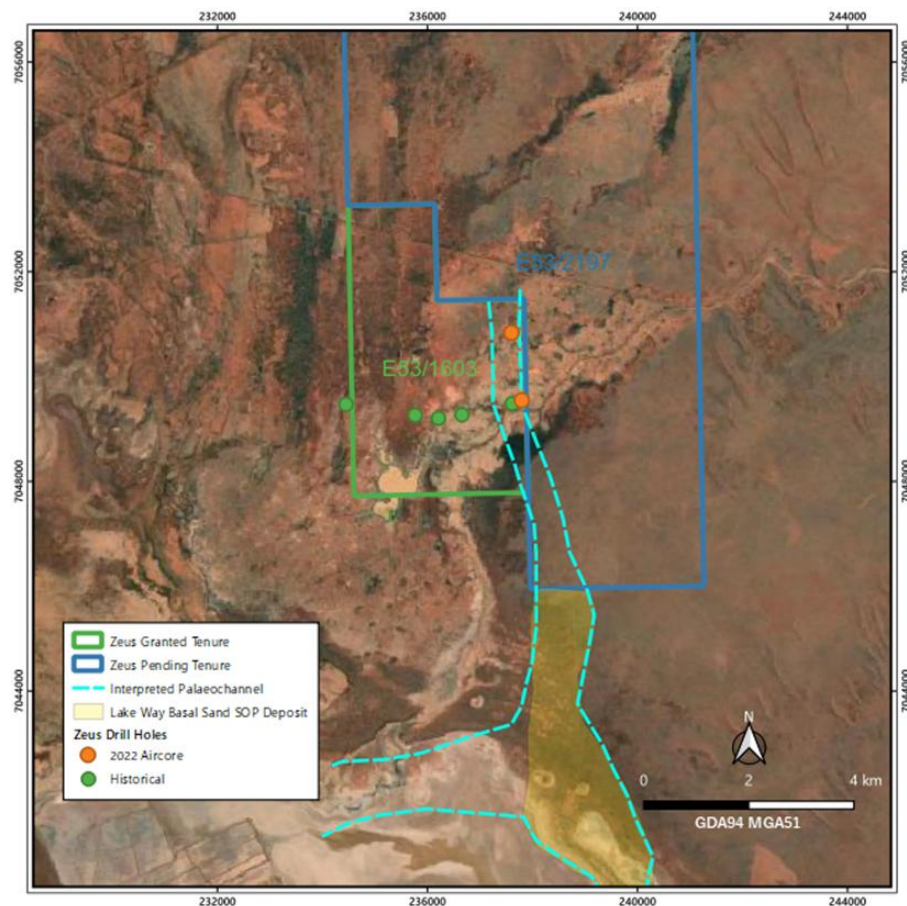 232000 236000 240000 244000
7056000 7056000
7052000 7052000
E53/2197
E53/1603
7048000 7048000
Zeus Granted Tenure
Zeus Pending Tenure
Interpreted Palaeochannel
Lake Way Basal Sand SOP Deposit
Zeus Drill Holes
2022 Aircore
Historical
7044000 7044000
N
0 2 4 km
GDA94 MGA51
232000 236000 240000 244000